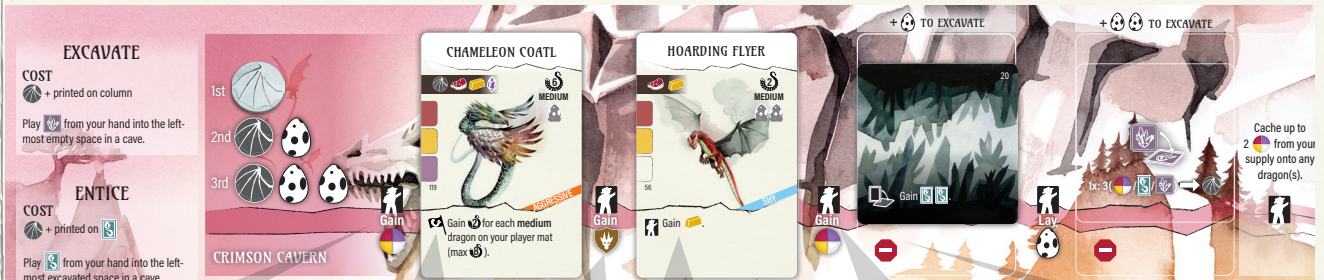 EXCAVATE
COST
+ printed on column
Play from your hand into the left-
most empty space in a cave.
ENTICE
COST
+ printed on
Play from your hand into the left-
most excavated space in a cave
1st
2nd
3rd
CRIMSON CAVERN
Gain
CHAMELEON COATL
6
MEDIUM
119
AGGRESSIVE
Gain 2 for each medium
dragon on your player mat
(max 6).
Gain
HOARDING FLYER
2
MEDIUM
56
SHY
Gain .
Gain
+ TO EXCAVATE
20
Gain .
Lay
+ TO EXCAVATE
1x: 3( / /
Cache up to
2 from your
supply onto any
dragon(s).